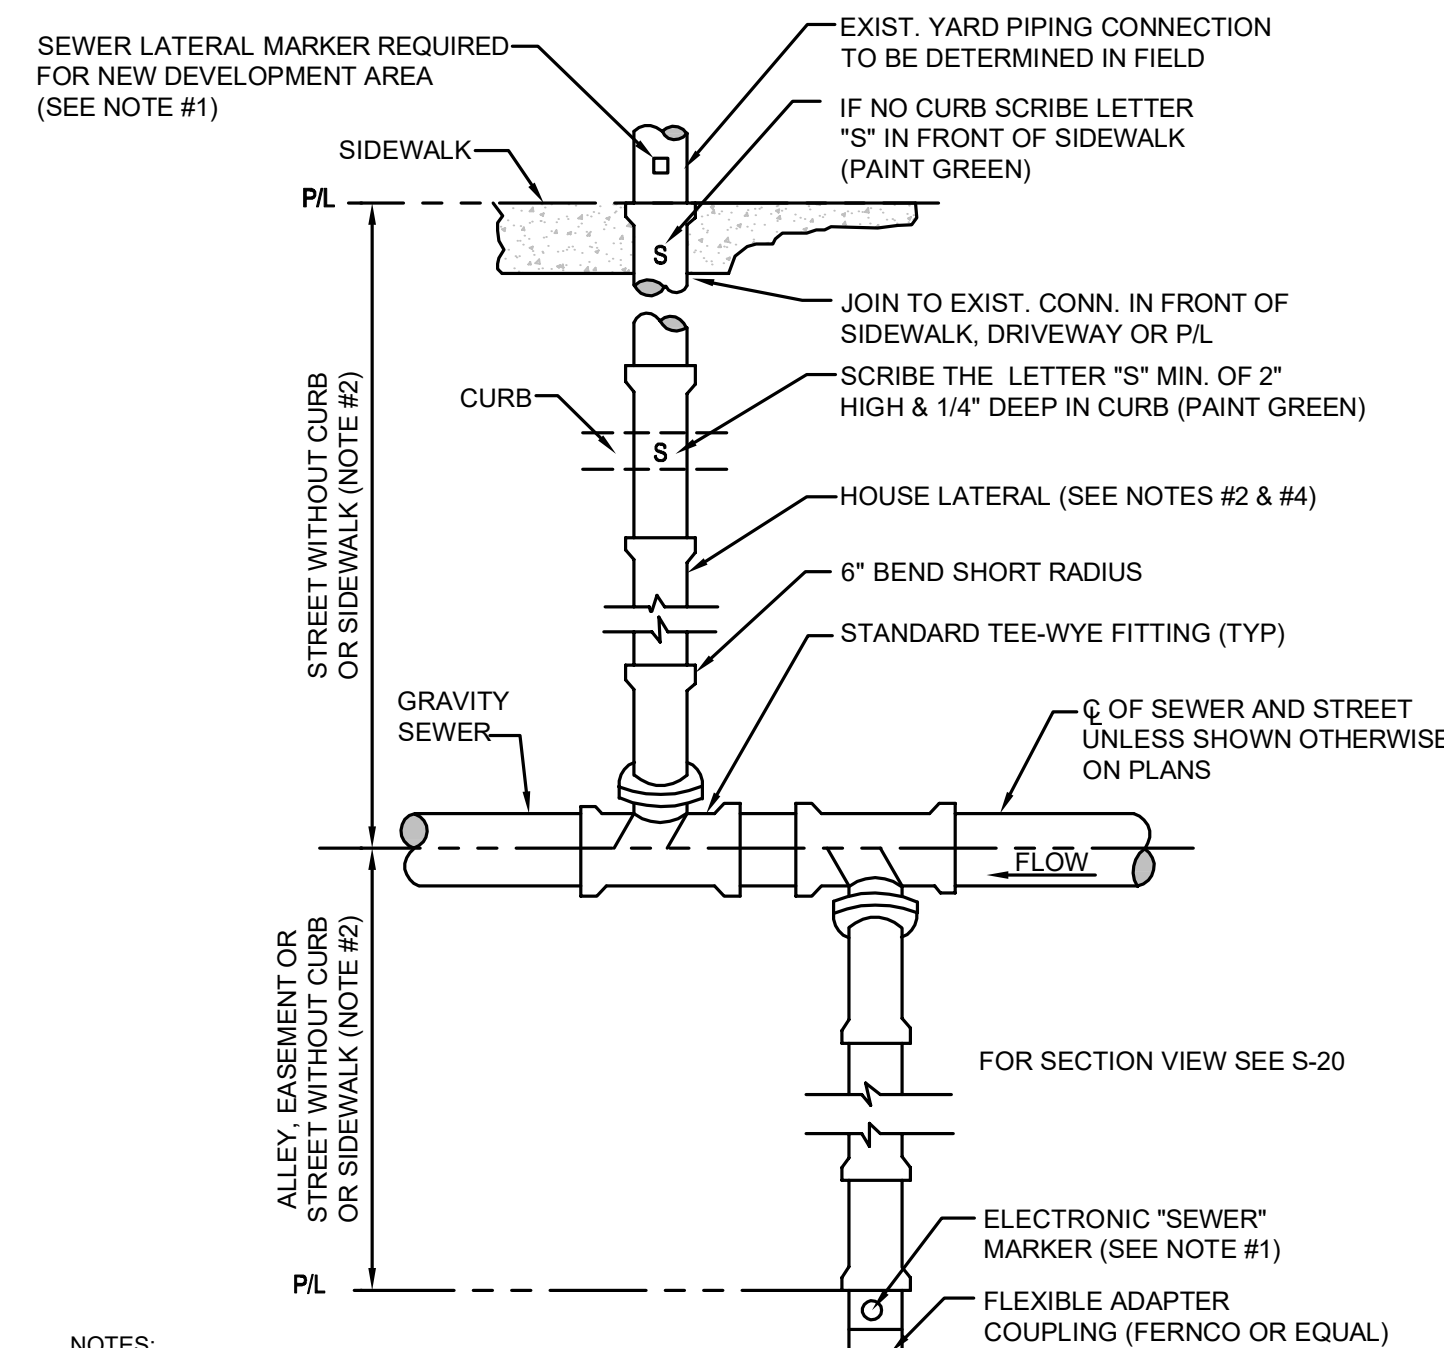 EXIST. YARD PIPING CONNECTION
TO BE DETERMINED IN FIELD
SEWER LATERAL MARKER REQUIRED
FOR NEW DEVELOPMENT AREA
(SEE NOTE #1)
IF NO CURB SCRIBE LETTER
"S" IN FRONT OF SIDEWALK
(PAINT GREEN)
SIDEWALK
P/L
S
JOIN TO EXIST. CONN. IN FRONT OF
SIDEWALK, DRIVEWAY OR P/L
SCRIBE THE LETTER "S" MIN. OF 2"
HIGH & 1/4" DEEP IN CURB (PAINT GREEN)
CURB
S
STREET WITHOUT CURB
OR SIDEWALK (NOTE #2)
HOUSE LATERAL (SEE NOTES #2 & #4)
6" BEND SHORT RADIUS
STANDARD TEE-WYE FITTING (TYP)
GRAVITY
SEWER
℄ OF SEWER AND STREET
UNLESS SHOWN OTHERWISE
ON PLANS
FLOW
ALLEY, EASEMENT OR
STREET WITHOUT CURB
OR SIDEWALK (NOTE #2)
FOR SECTION VIEW SEE S-20
ELECTRONIC "SEWER"
MARKER (SEE NOTE #1)
P/L
FLEXIBLE ADAPTER
COUPLING (FERNCO OR EQUAL)
NOTES: